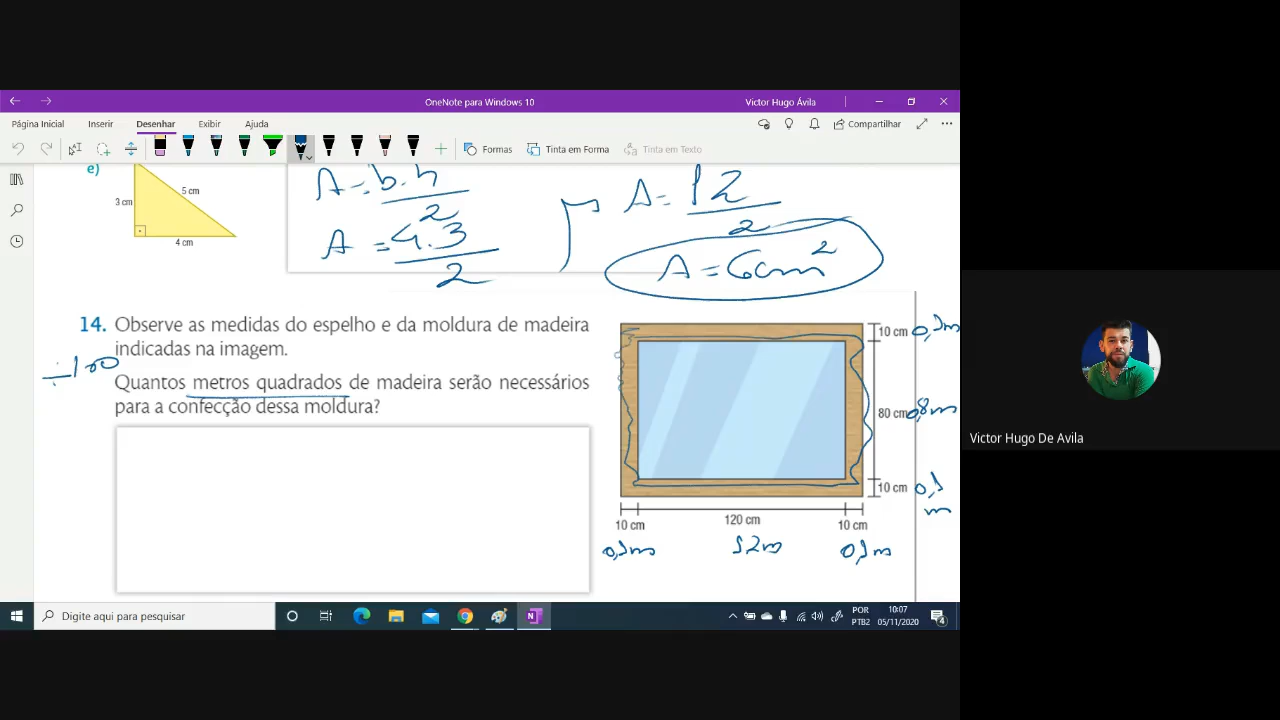 OneNote para Windows 10
Victor Hugo Ávila
Página Inicial Inserir Desenhar Exibir Ajuda
Compartilhar
Formas Tinta em Forma Tinta em Texto
e)
5 cm
3 cm
4 cm
A = b.h
2
A = 4.3
2
A = 12
2
A = 6cm²
14. Observe as medidas do espelho e da moldura de madeira
indicadas na imagem.
÷100
Quantos metros quadrados de madeira serão necessários
para a confecção dessa moldura?
10 cm 0,1m
80 cm 0,8m
10 cm 0,1
m
10 cm 120 cm 10 cm
0,1m 1,2m 0,1m
Victor Hugo De Avila
Digite aqui para pesquisar
POR
PTB2
10:07
05/11/2020
4